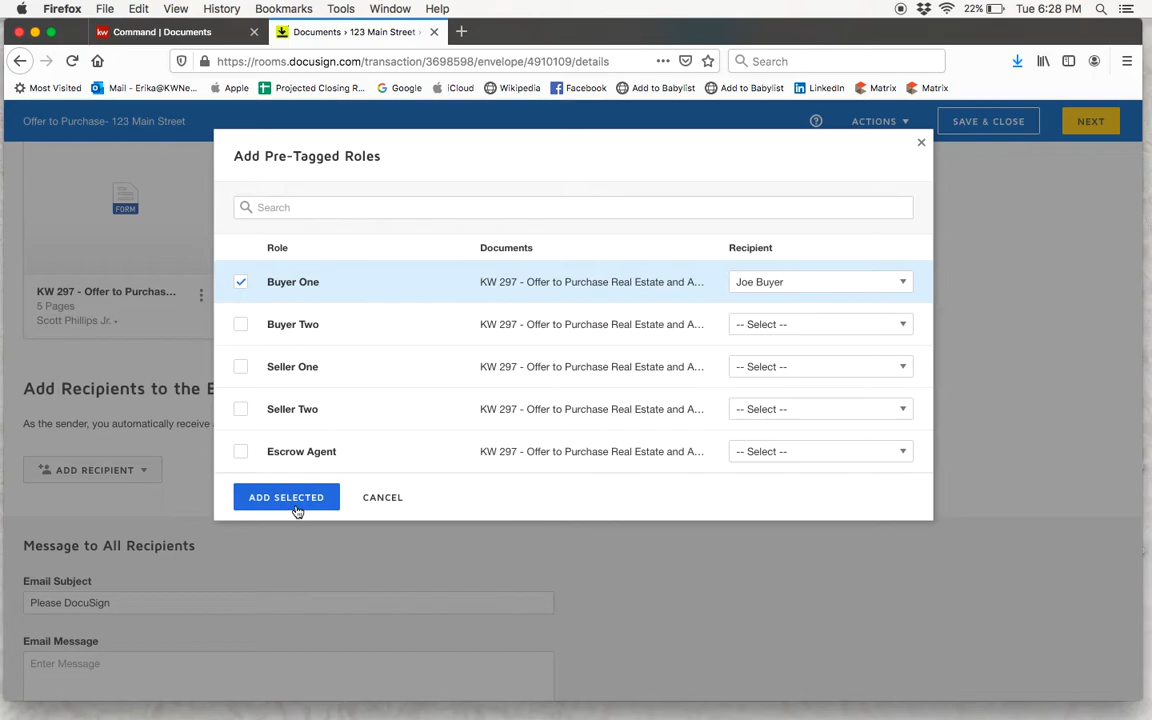 Firefox File Edit View History Bookmarks Tools Window Help 22% Tue 6:28 PM
kw Command | Documents
Documents › 123 Main Street ›
https://rooms.docusign.com/transaction/3698598/envelope/4910109/details
Search
Most Visited Mail - Erika@KWNe... Apple Projected Closing R... Google iCloud Wikipedia Facebook Add to Babylist Add to Babylist LinkedIn Matrix Matrix
Offer to Purchase- 123 Main Street
ACTIONS
SAVE & CLOSE
NEXT
Add Pre-Tagged Roles
Search
Role Documents Recipient
Buyer One KW 297 - Offer to Purchase Real Estate and A... Joe Buyer
Buyer Two KW 297 - Offer to Purchase Real Estate and A... -- Select --
Seller One KW 297 - Offer to Purchase Real Estate and A... -- Select --
Seller Two KW 297 - Offer to Purchase Real Estate and A... -- Select --
Escrow Agent KW 297 - Offer to Purchase Real Estate and A... -- Select --
ADD SELECTED CANCEL
FORM
KW 297 - Offer to Purchas...
5 Pages
Scott Phillips Jr. •
Add Recipients to the E
As the sender, you automatically receive
ADD RECIPIENT
Message to All Recipients
Email Subject
Please DocuSign
Email Message
Enter Message